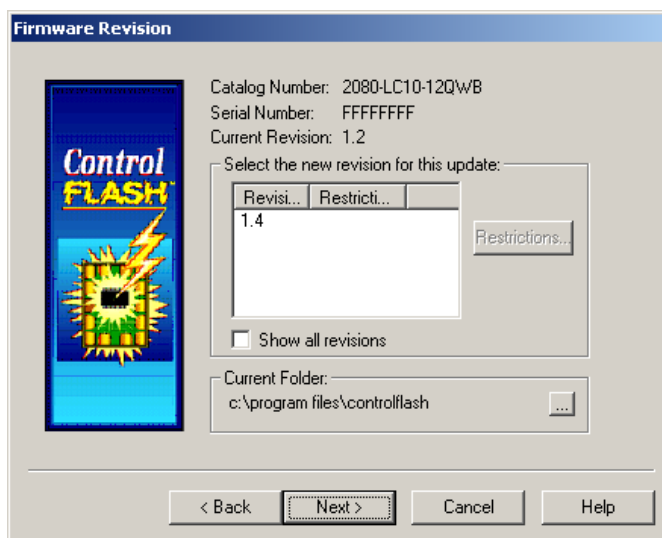 Firmware Revision
Control
FLASH
Catalog Number: 2080-LC10-12QWB
Serial Number: FFFFFFFF
Current Revision: 1.2
Select the new revision for this update:
Revisi... Restricti...
1.4
Restrictions...
Show all revisions
Current Folder:
c:\program files\controlflash
...
< Back Next > Cancel Help